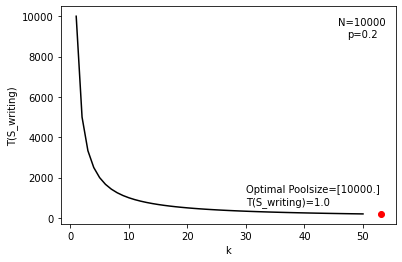 N=10000
p=0.2
10000
8000
6000
4000
2000
0
T(S_writing)
Optimal Poolsize=[10000.]
T(S_writing)=1.0
0 10 20 30 40 50
k